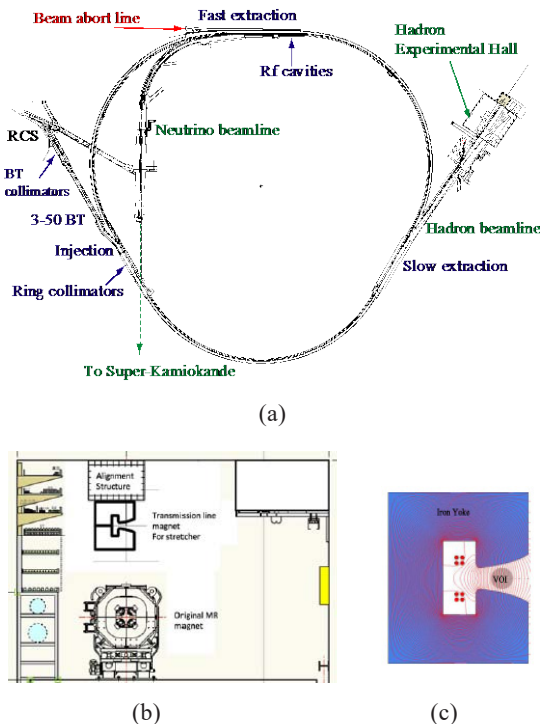 Beam abort line
Fast extraction
Hadron
Experimental Hall
Rf cavities
RCS
Neutrino beamline
BT
collimators
3-50 BT
Hadron beamline
Injection
Slow extraction
Ring collimators
To Super-Kamiokande
(a)
Alignment
Structure
Transmission line
magnet
For stretcher
Original MR
magnet
Iron Yoke
VOI
(b)
(c)